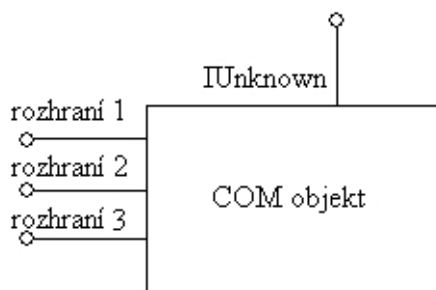 IUnknown
rozhraní 1
rozhraní 2
COM objekt
rozhraní 3